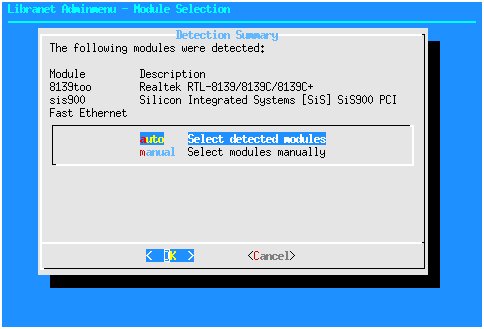 Libranet Adminmenu - Module Selection
Detection Summary
The following modules were detected:
Module Description
8139too Realtek RTL-8139/8139C/8139C+
sis900 Silicon Integrated Systems [SiS] SiS900 PCI
Fast Ethernet
auto Select detected modules
manual Select modules manually
< OK > <Cancel>